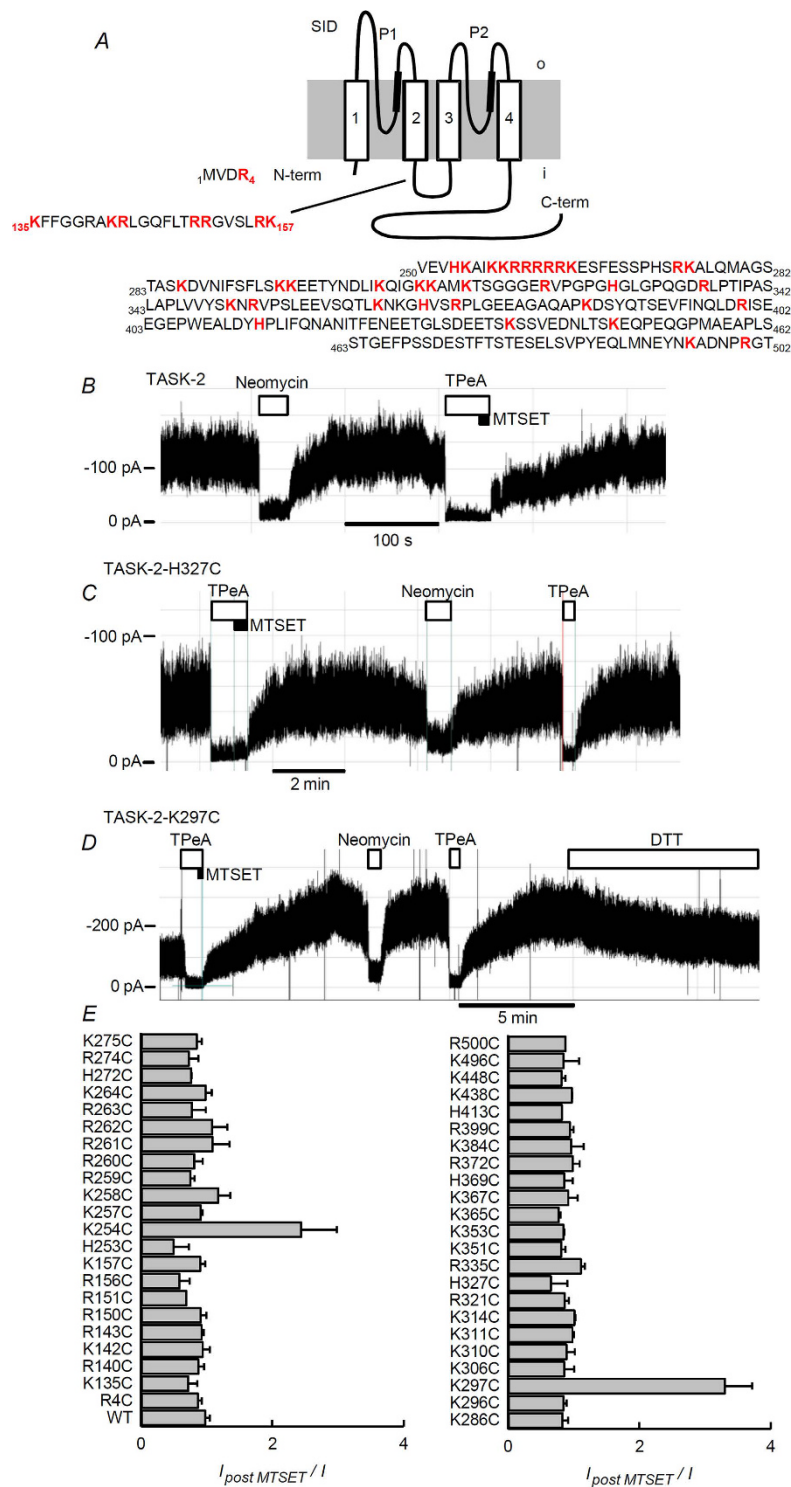 A
SID
P1
P2
o
1
2
3
4
i
1MVDR4
N-term
C-term
135KFFGGRAKRLGQFLTRRGVSLRK157
250VEVHKAIKKRRRRRKESFESSPHSRKALQMAGS282
283TASKDVNIFSFLSKKEETYNDLIKQIGKKAMKTSGGGERVPGPGHGLGPQGDRLPTIPAS342
343LAPLVVYSKNRVPSLEEVSQTLKNKGHVSRPLGEEAGAQAPKDSYQTSEVFINQLDRISE402
403EGEPWEALDYHPLIFQNANITFENEETGLSDEETSKSSVEDNLTSKEQPEQGPMAEAPLS462
463STGEFPSSDESTFTSTESELSVPYEQLMNEYNKADNPRGT502
B
TASK-2
Neomycin
TPeA
MTSET
-100 pA
0 pA
100 s
TASK-2-H327C
C
TPeA
Neomycin
TPeA
MTSET
-100 pA
0 pA
2 min
TASK-2-K297C
D
TPeA
Neomycin
TPeA
DTT
MTSET
-200 pA
0 pA
5 min
E
K275C
R274C
H272C
K264C
R263C
R262C
R261C
R260C
R259C
K258C
K257C
K254C
H253C
K157C
R156C
R151C
R150C
R143C
K142C
R140C
K135C
R4C
WT
0
2
4
I post MTSET / I
R500C
K496C
K448C
K438C
H413C
R399C
K384C
R372C
H369C
K367C
K365C
K353C
K351C
R335C
H327C
R321C
K314C
K311C
K310C
K306C
K297C
K296C
K286C
0
2
4
I post MTSET / I